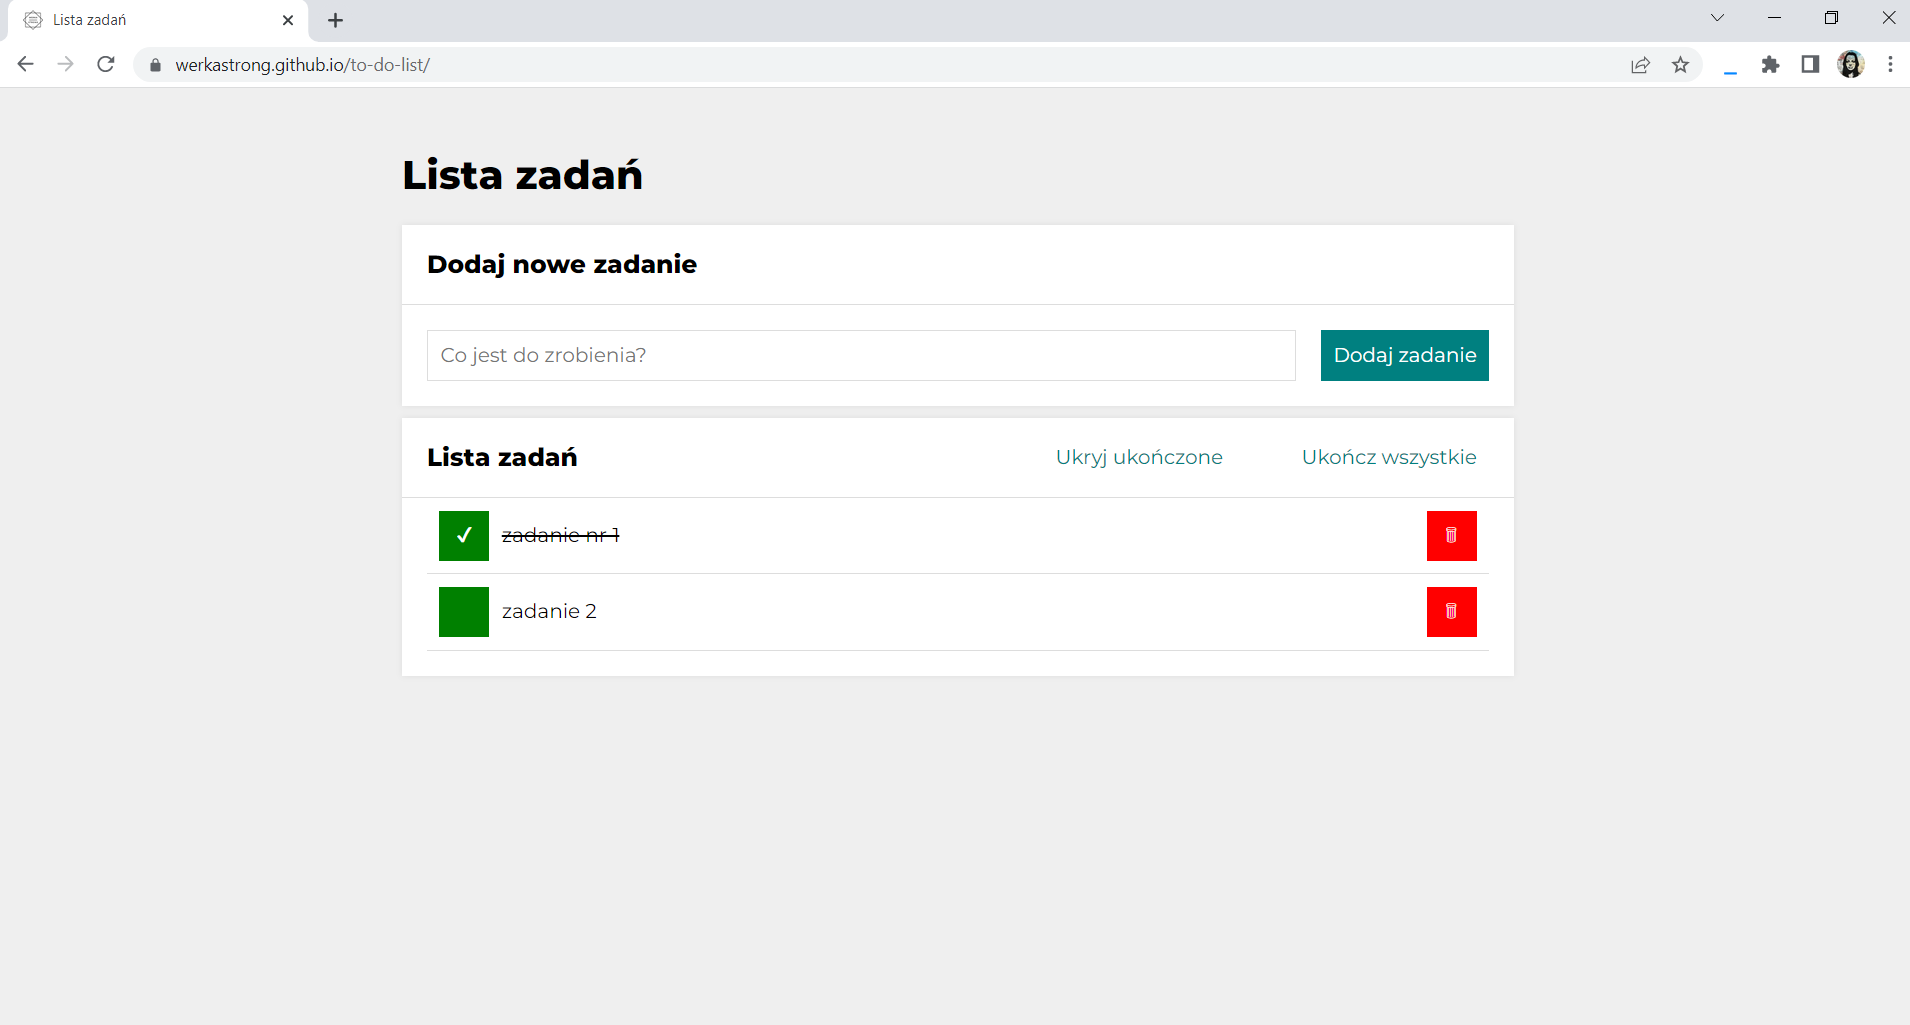 Lista zadań
werkastrong.github.io/to-do-list/
Lista zadań
Dodaj nowe zadanie
Co jest do zrobienia?
Dodaj zadanie
Lista zadań
Ukryj ukończone
Ukończ wszystkie
zadanie nr 1
zadanie 2